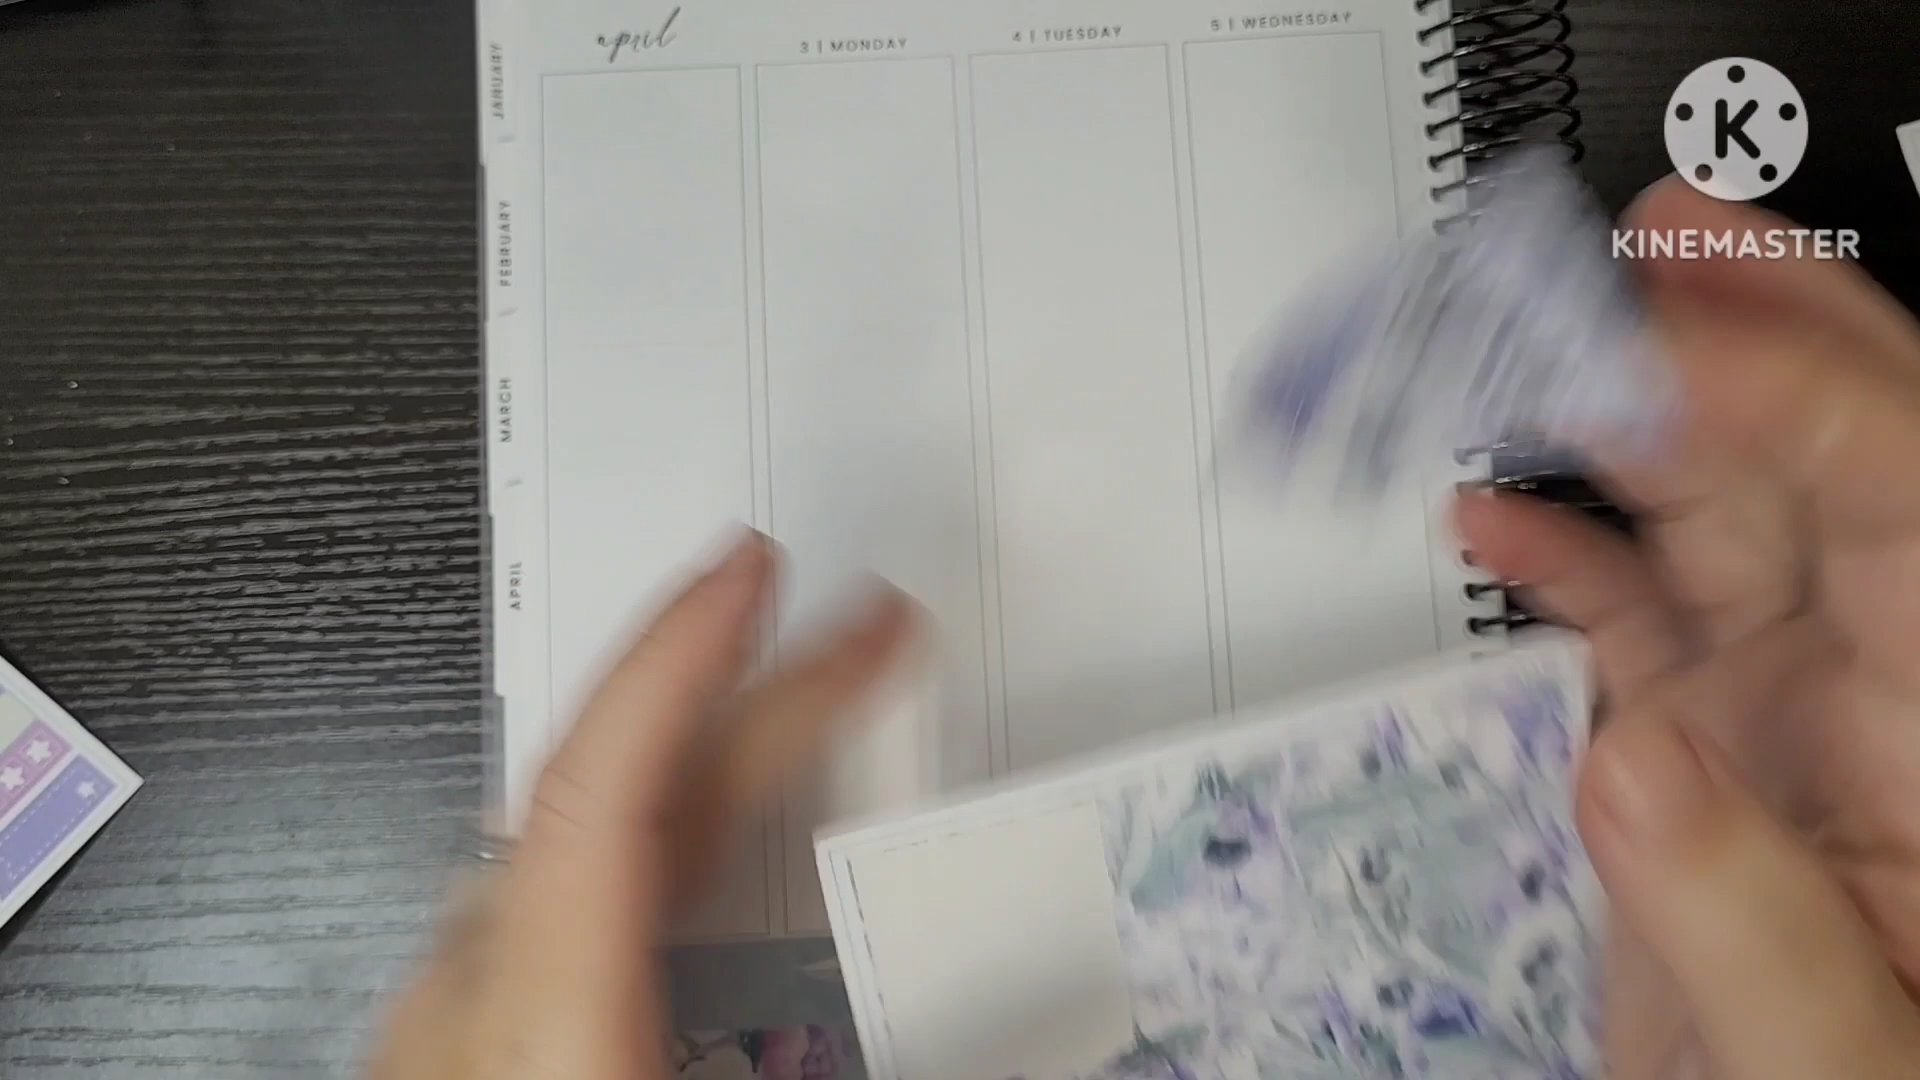 april
3 | MONDAY
4 | TUESDAY
5 | WEDNESDAY
JANUARY
FEBRUARY
MARCH
APRIL
K
KINEMASTER